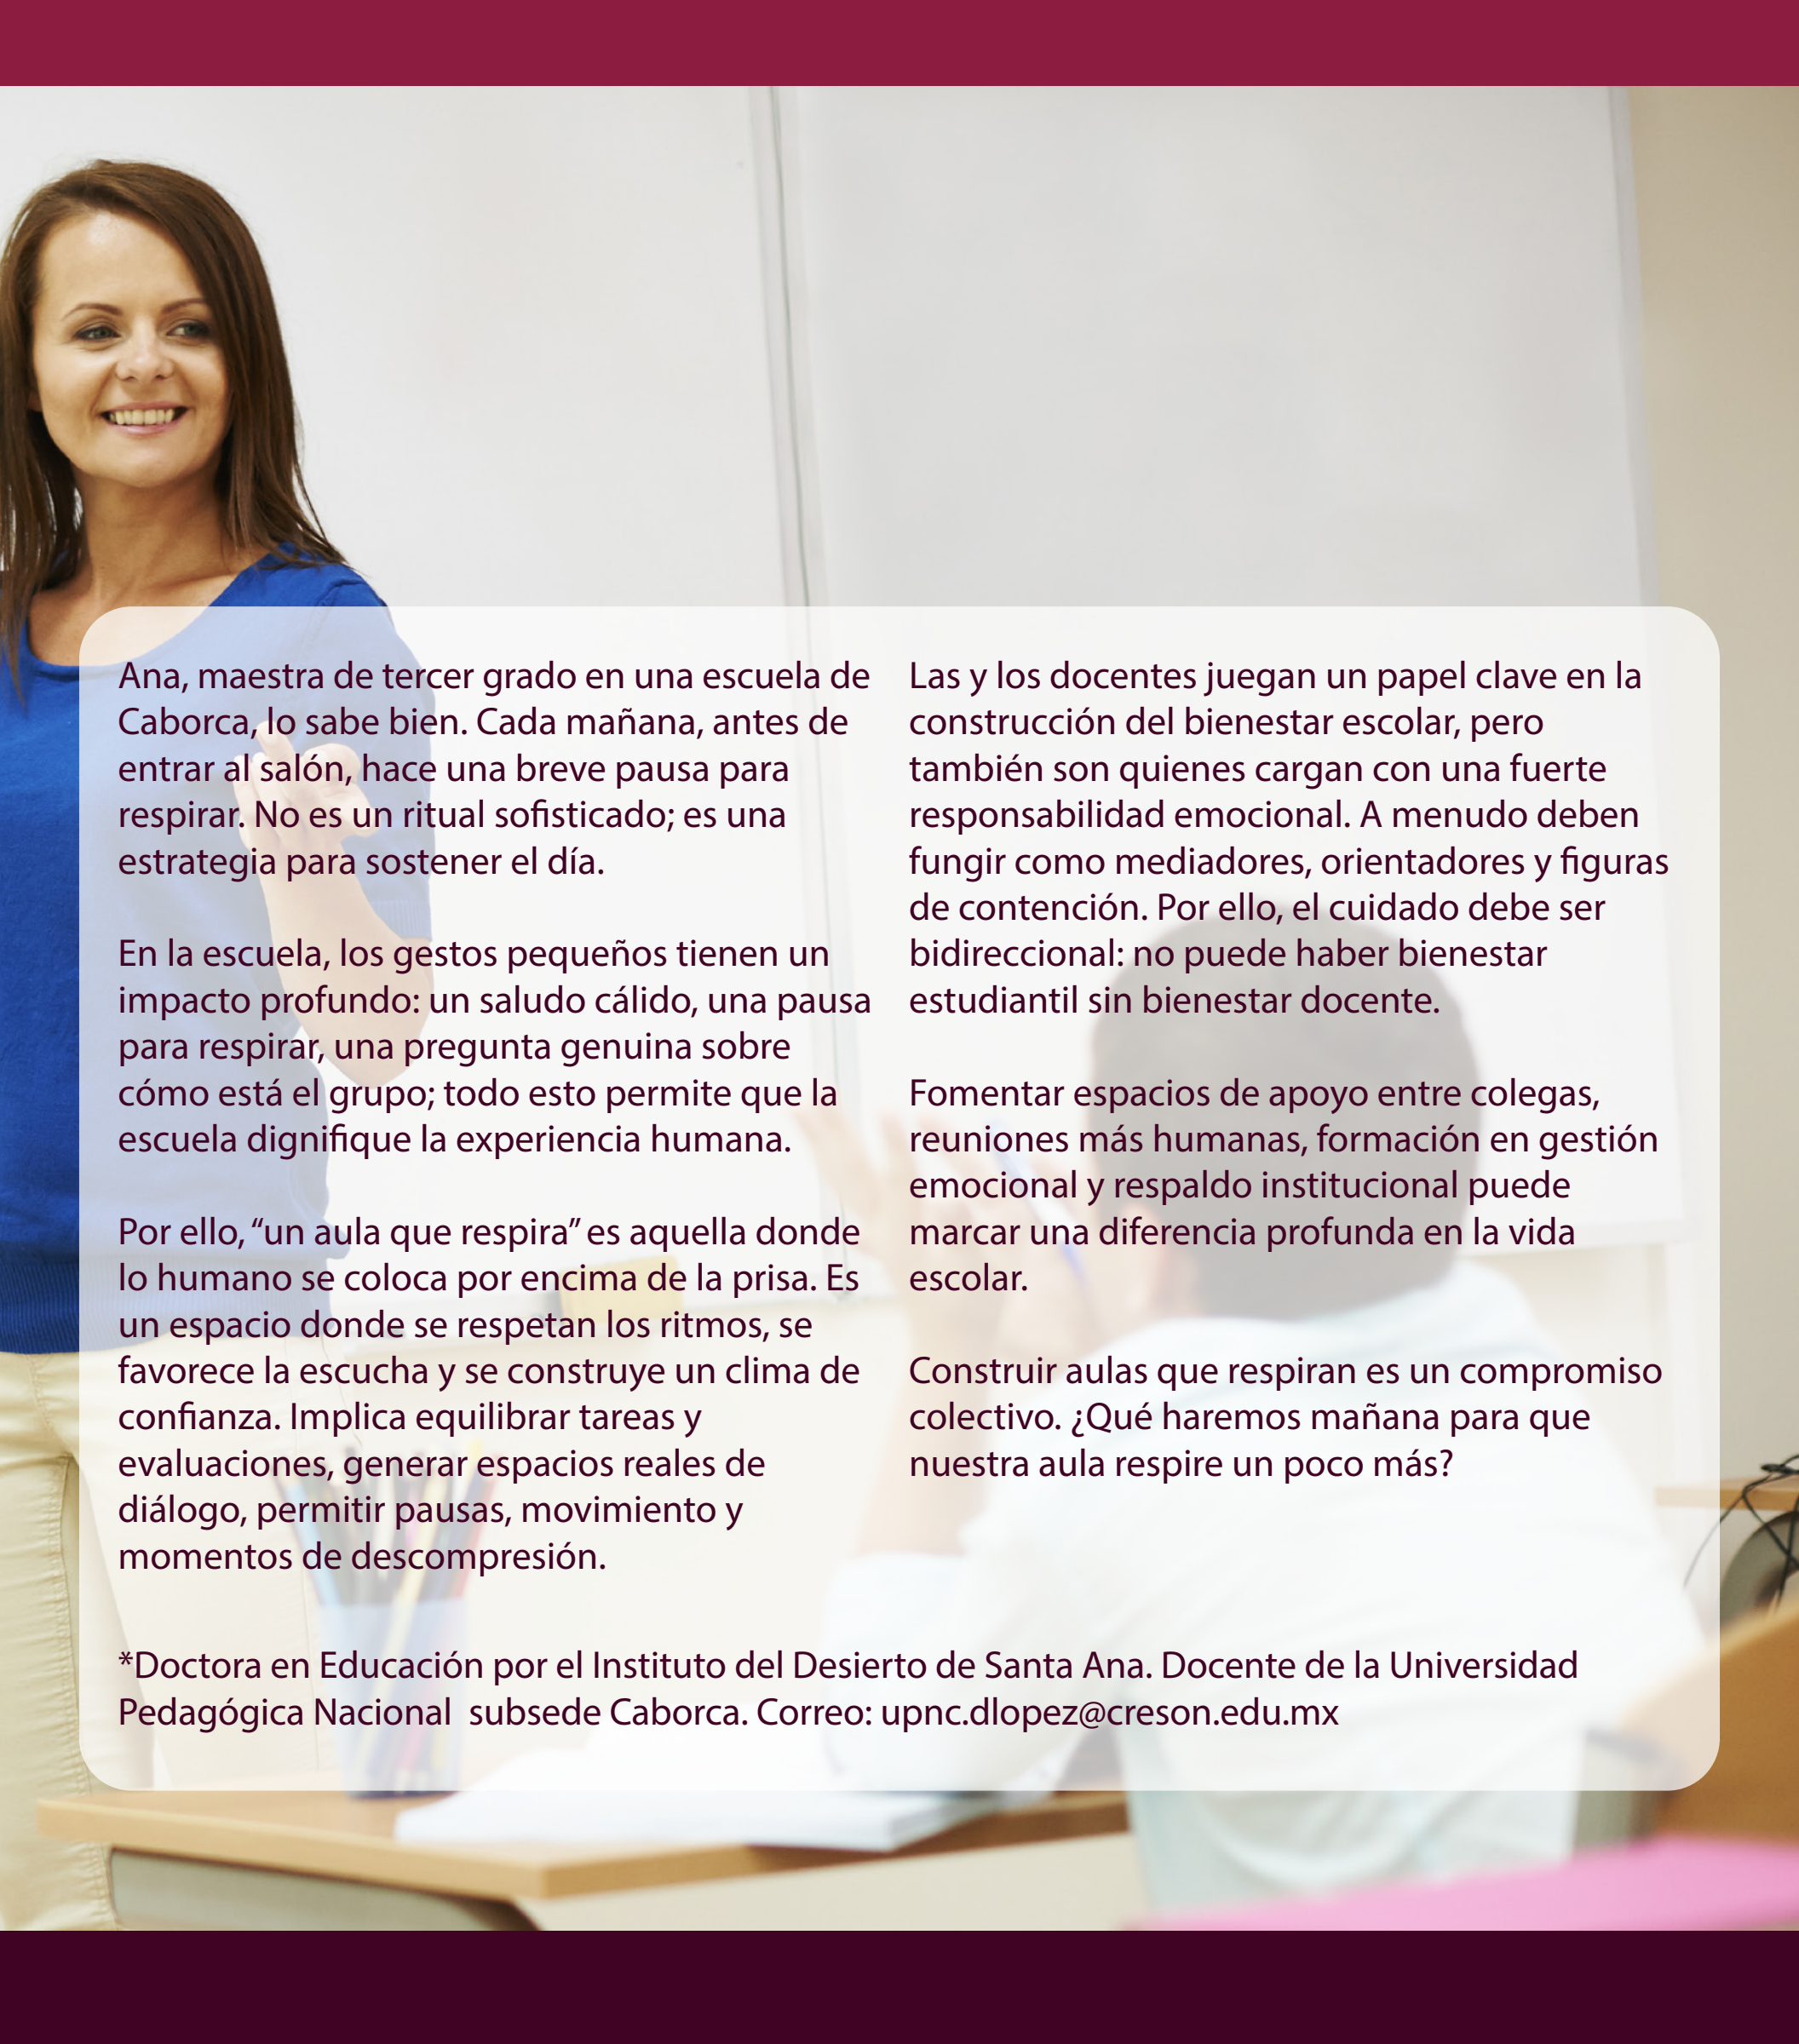 Ana, maestra de tercer grado en una escuela de
Caborca, lo sabe bien. Cada mañana, antes de
entrar al salón, hace una breve pausa para
respirar. No es un ritual sofisticado; es una
estrategia para sostener el día.
En la escuela, los gestos pequeños tienen un
impacto profundo: un saludo cálido, una pausa
para respirar, una pregunta genuina sobre
cómo está el grupo; todo esto permite que la
escuela dignifique la experiencia humana.
Por ello, “un aula que respira” es aquella donde
lo humano se coloca por encima de la prisa. Es
un espacio donde se respetan los ritmos, se
favorece la escucha y se construye un clima de
confianza. Implica equilibrar tareas y
evaluaciones, generar espacios reales de
diálogo, permitir pausas, movimiento y
momentos de descompresión.
Las y los docentes juegan un papel clave en la
construcción del bienestar escolar, pero
también son quienes cargan con una fuerte
responsabilidad emocional. A menudo deben
fungir como mediadores, orientadores y figuras
de contención. Por ello, el cuidado debe ser
bidireccional: no puede haber bienestar
estudiantil sin bienestar docente.
Fomentar espacios de apoyo entre colegas,
reuniones más humanas, formación en gestión
emocional y respaldo institucional puede
marcar una diferencia profunda en la vida
escolar.
Construir aulas que respiran es un compromiso
colectivo. ¿Qué haremos mañana para que
nuestra aula respire un poco más?
*Doctora en Educación por el Instituto del Desierto de Santa Ana. Docente de la Universidad
Pedagógica Nacional  subsede Caborca. Correo: upnc.dlopez@creson.edu.mx